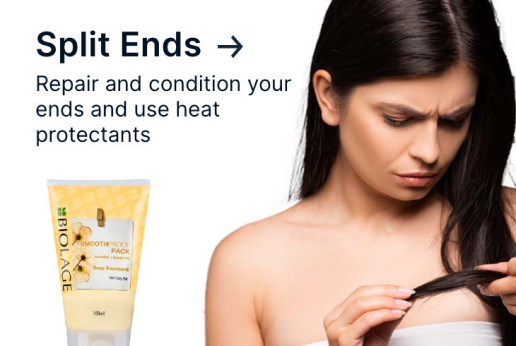 Split Ends →
Repair and condition your
ends and use heat
protectants
BIOLAGE
SMOOTHPROOF
PACK
Deep Treatment
100ml